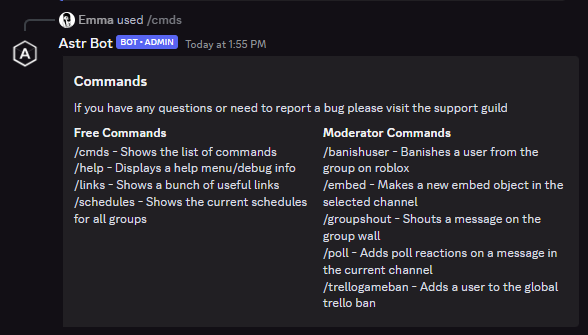 Emma used /cmds
A
Astr Bot BOT • ADMIN Today at 1:55 PM
Commands
If you have any questions or need to report a bug please visit the support guild
Free Commands
/cmds - Shows the list of commands
/help - Displays a help menu/debug info
/links - Shows a bunch of useful links
/schedules - Shows the current schedules
for all groups
Moderator Commands
/banishuser - Banishes a user from the
group on roblox
/embed - Makes a new embed object in the
selected channel
/groupshout - Shouts a message on the
group wall
/poll - Adds poll reactions on a message in
the current channel
/trellogameban - Adds a user to the global
trello ban